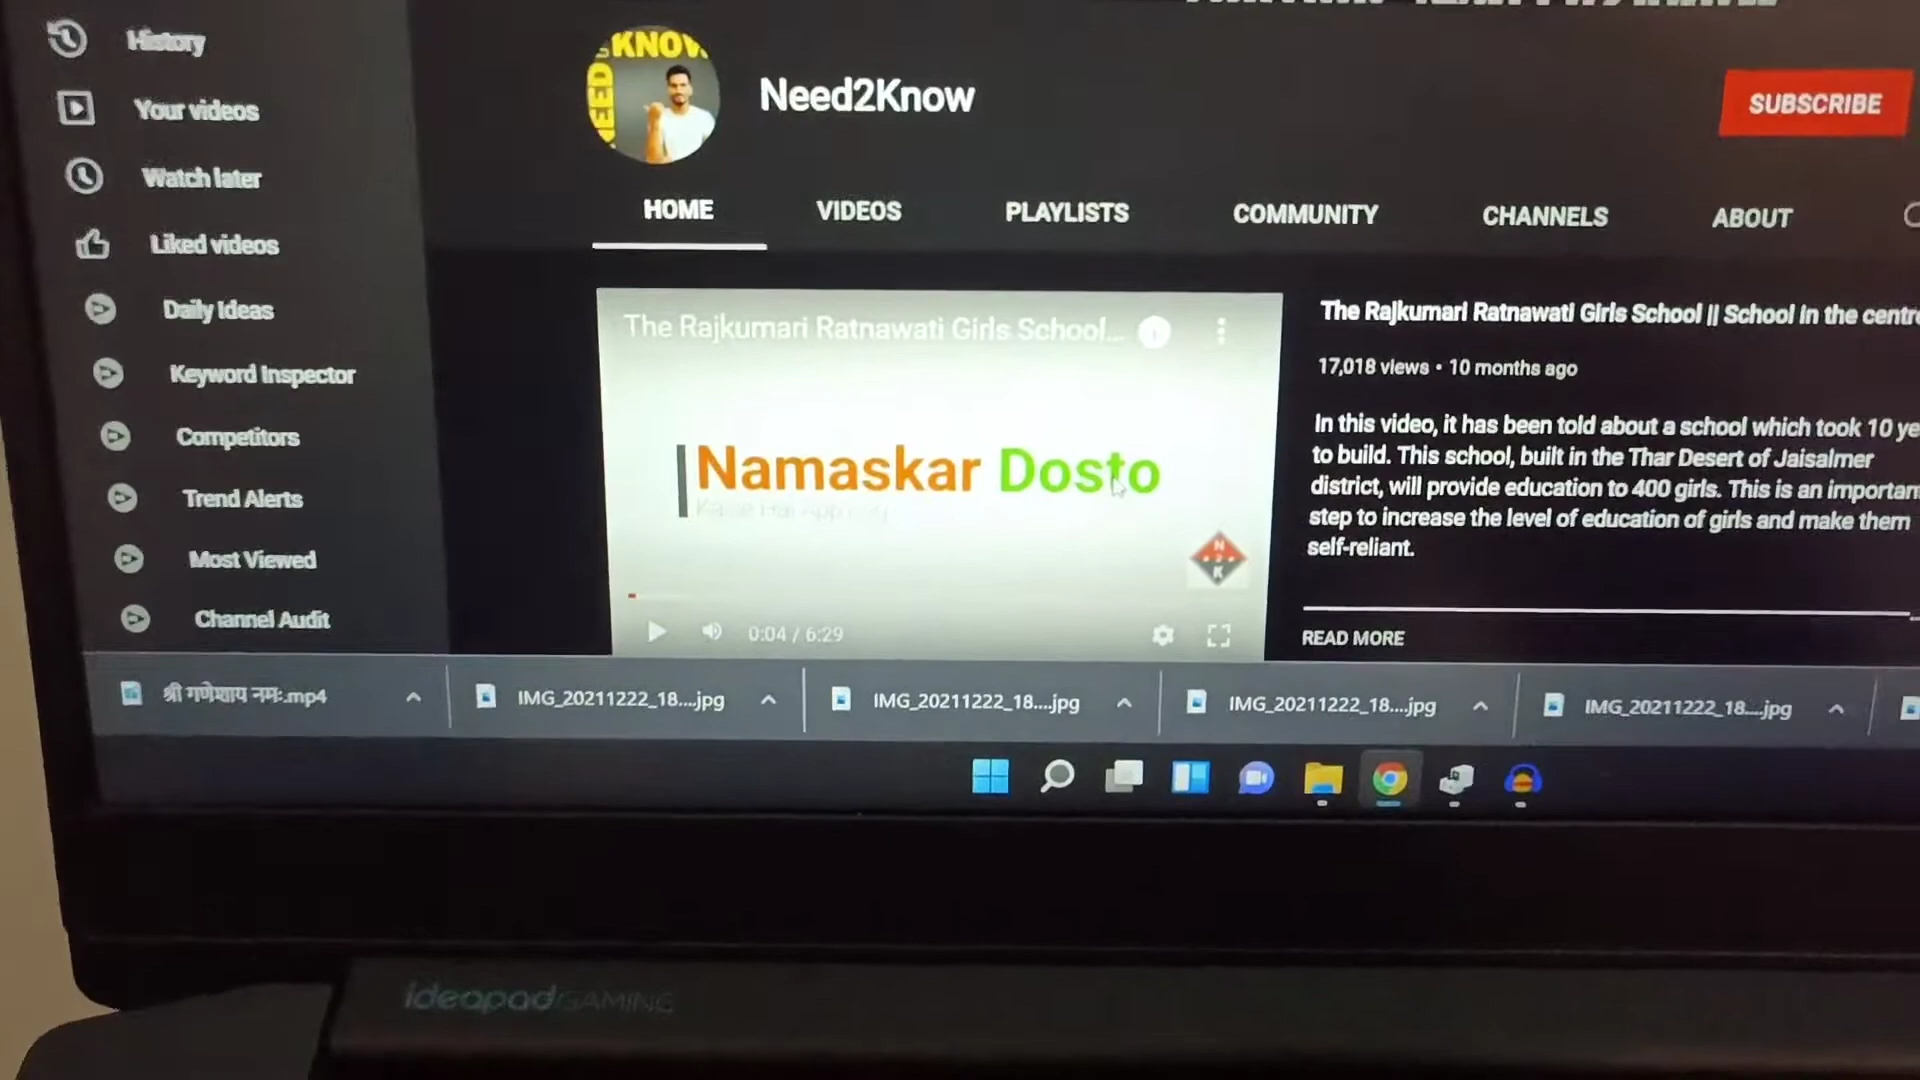 History
Your videos
Watch later
Liked videos
Daily Ideas
Keyword Inspector
Competitors
Trend Alerts
Most Viewed
Channel Audit
NEED
KNOW
Need2Know
SUBSCRIBE
HOME VIDEOS PLAYLISTS COMMUNITY CHANNELS ABOUT
The Rajkumari Ratnawati Girls School...
Namaskar Dosto
N
2
K
0:04 / 6:29
The Rajkumari Ratnawati Girls School || School in the centre
17,018 views • 10 months ago
In this video, it has been told about a school which took 10 ye
to build. This school, built in the Thar Desert of Jaisalmer
district, will provide education to 400 girls. This is an important
step to increase the level of education of girls and make them
self-reliant.
READ MORE
श्री गणेशाय नमः.mp4
IMG_20211222_18....jpg
IMG_20211222_18....jpg
IMG_20211222_18....jpg
IMG_20211222_18....jpg
ideapad GAMING